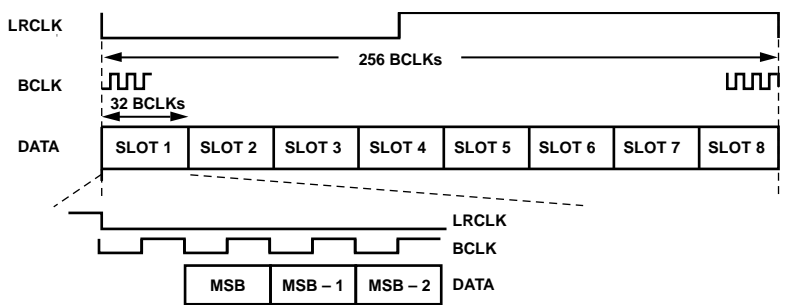 LRCLK
256 BCLKs
BCLK
32 BCLKs
DATA SLOT 1 SLOT 2 SLOT 3 SLOT 4 SLOT 5 SLOT 6 SLOT 7 SLOT 8
LRCLK
BCLK
MSB MSB – 1 MSB – 2 DATA